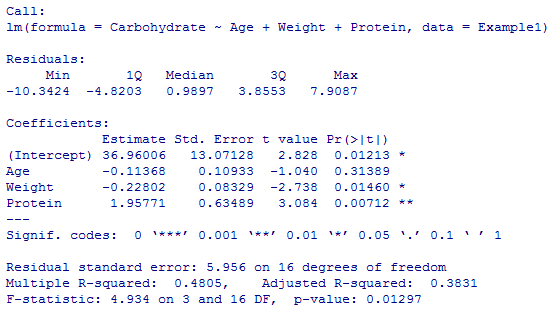 Call:
lm(formula = Carbohydrate ~ Age + Weight + Protein, data = Example1)
Residuals:
Min 1Q Median 3Q Max
-10.3424 -4.8203 0.9897 3.8553 7.9087
Coefficients:
Estimate Std. Error t value Pr(>|t|)
(Intercept) 36.96006 13.07128 2.828 0.01213 *
Age -0.11368 0.10933 -1.040 0.31389
Weight -0.22802 0.08329 -2.738 0.01460 *
Protein 1.95771 0.63489 3.084 0.00712 **
---
Signif. codes: 0 ‘***’ 0.001 ‘**’ 0.01 ‘*’ 0.05 ‘.’ 0.1 ‘ ’ 1
Residual standard error: 5.956 on 16 degrees of freedom
Multiple R-squared: 0.4805, Adjusted R-squared: 0.3831
F-statistic: 4.934 on 3 and 16 DF, p-value: 0.01297